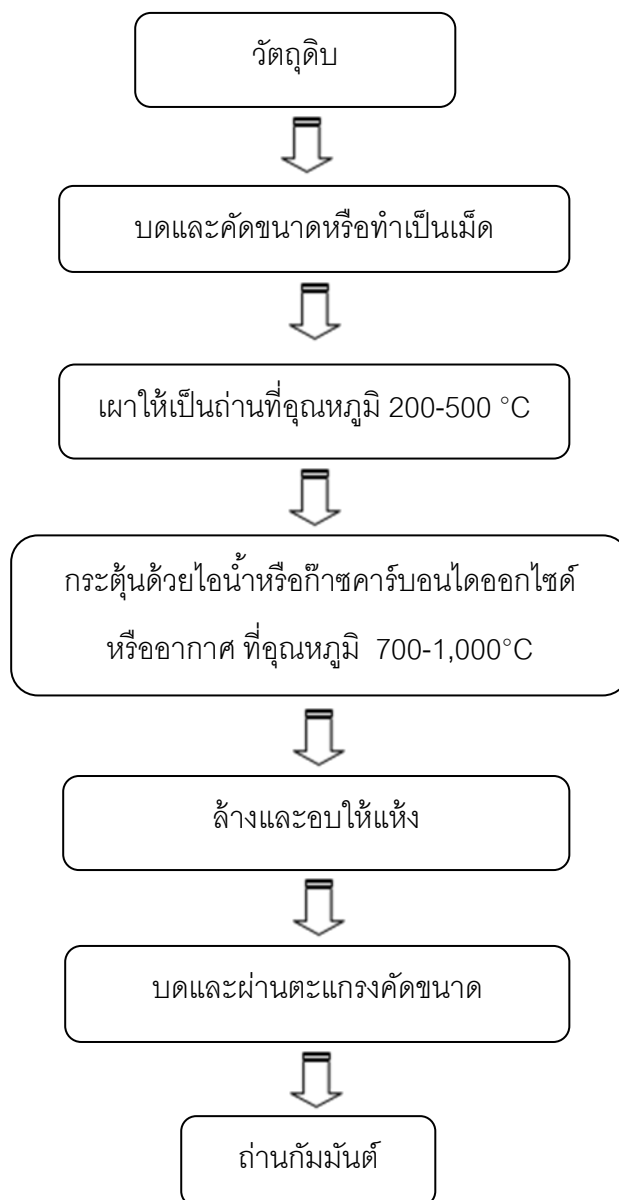 วัตถุดิบ
บดและคัดขนาดหรือทำเป็นเม็ด
เผาให้เป็นถ่านที่อุณหภูมิ 200-500 °C
กระตุ้นด้วยไอน้ำหรือก๊าซคาร์บอนไดออกไซด์
หรืออากาศ ที่อุณหภูมิ 700-1,000°C
ล้างและอบให้แห้ง
บดและผ่านตะแกรงคัดขนาด
ถ่านกัมมันต์